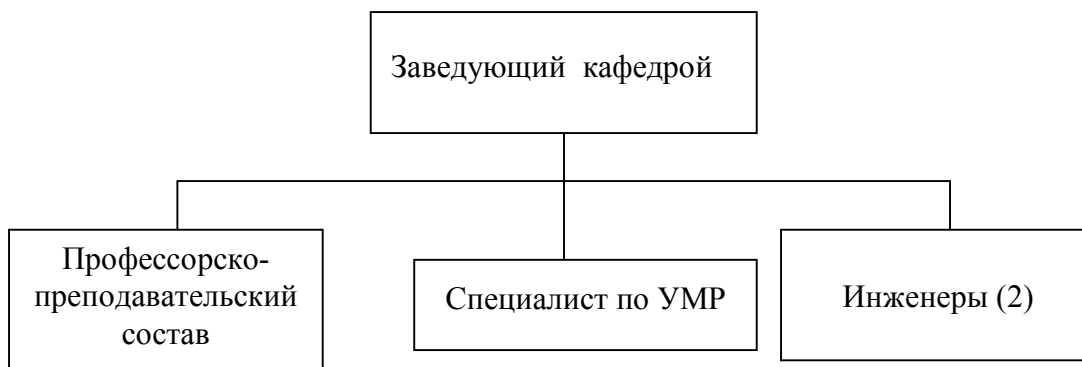 Заведующий кафедрой
Профессорско-
преподавательский
состав
Специалист по УМР
Инженеры (2)